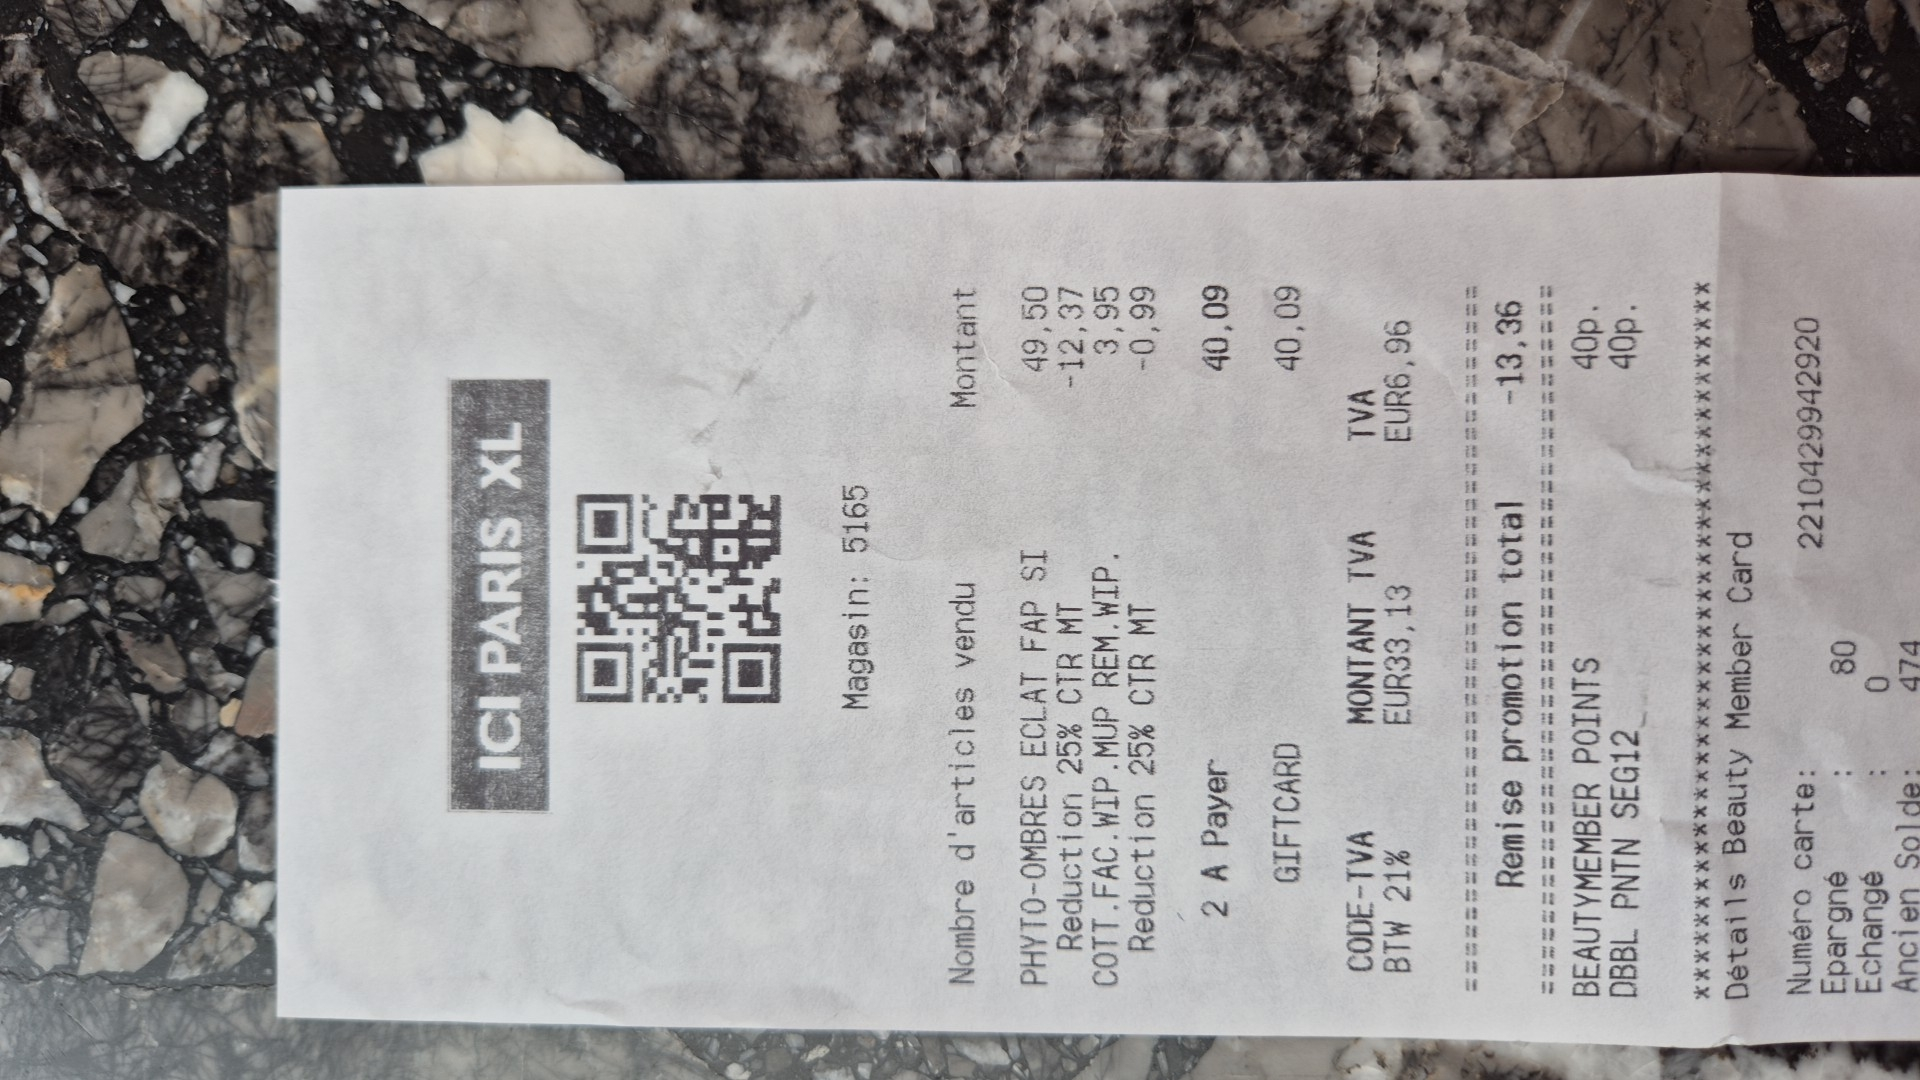 ICI PARIS XL
Magasin: 5165
Nombre d'articles vendu Montant
PHYTO-OMBRES ECLAT FAP SI 49,50
Reduction 25% CTR MT -12,37
COTT.FAC.WIP.MUP REM.WIP. 3,95
Reduction 25% CTR MT -0,99
2 A Payer 40,09
GIFTCARD 40,09
CODE-TVA MONTANT TVA TVA
BTW 21% EUR33,13 EUR6,96
================================================
Remise promotion total -13,36
================================================
BEAUTYMEMBER POINTS 40p.
DBBL PNTN SEG12 40p.
************************************************
Détails Beauty Member Card
Numéro carte: 2210429942920
Epargné : 80
Echangé : 0
Ancien Solde: 474